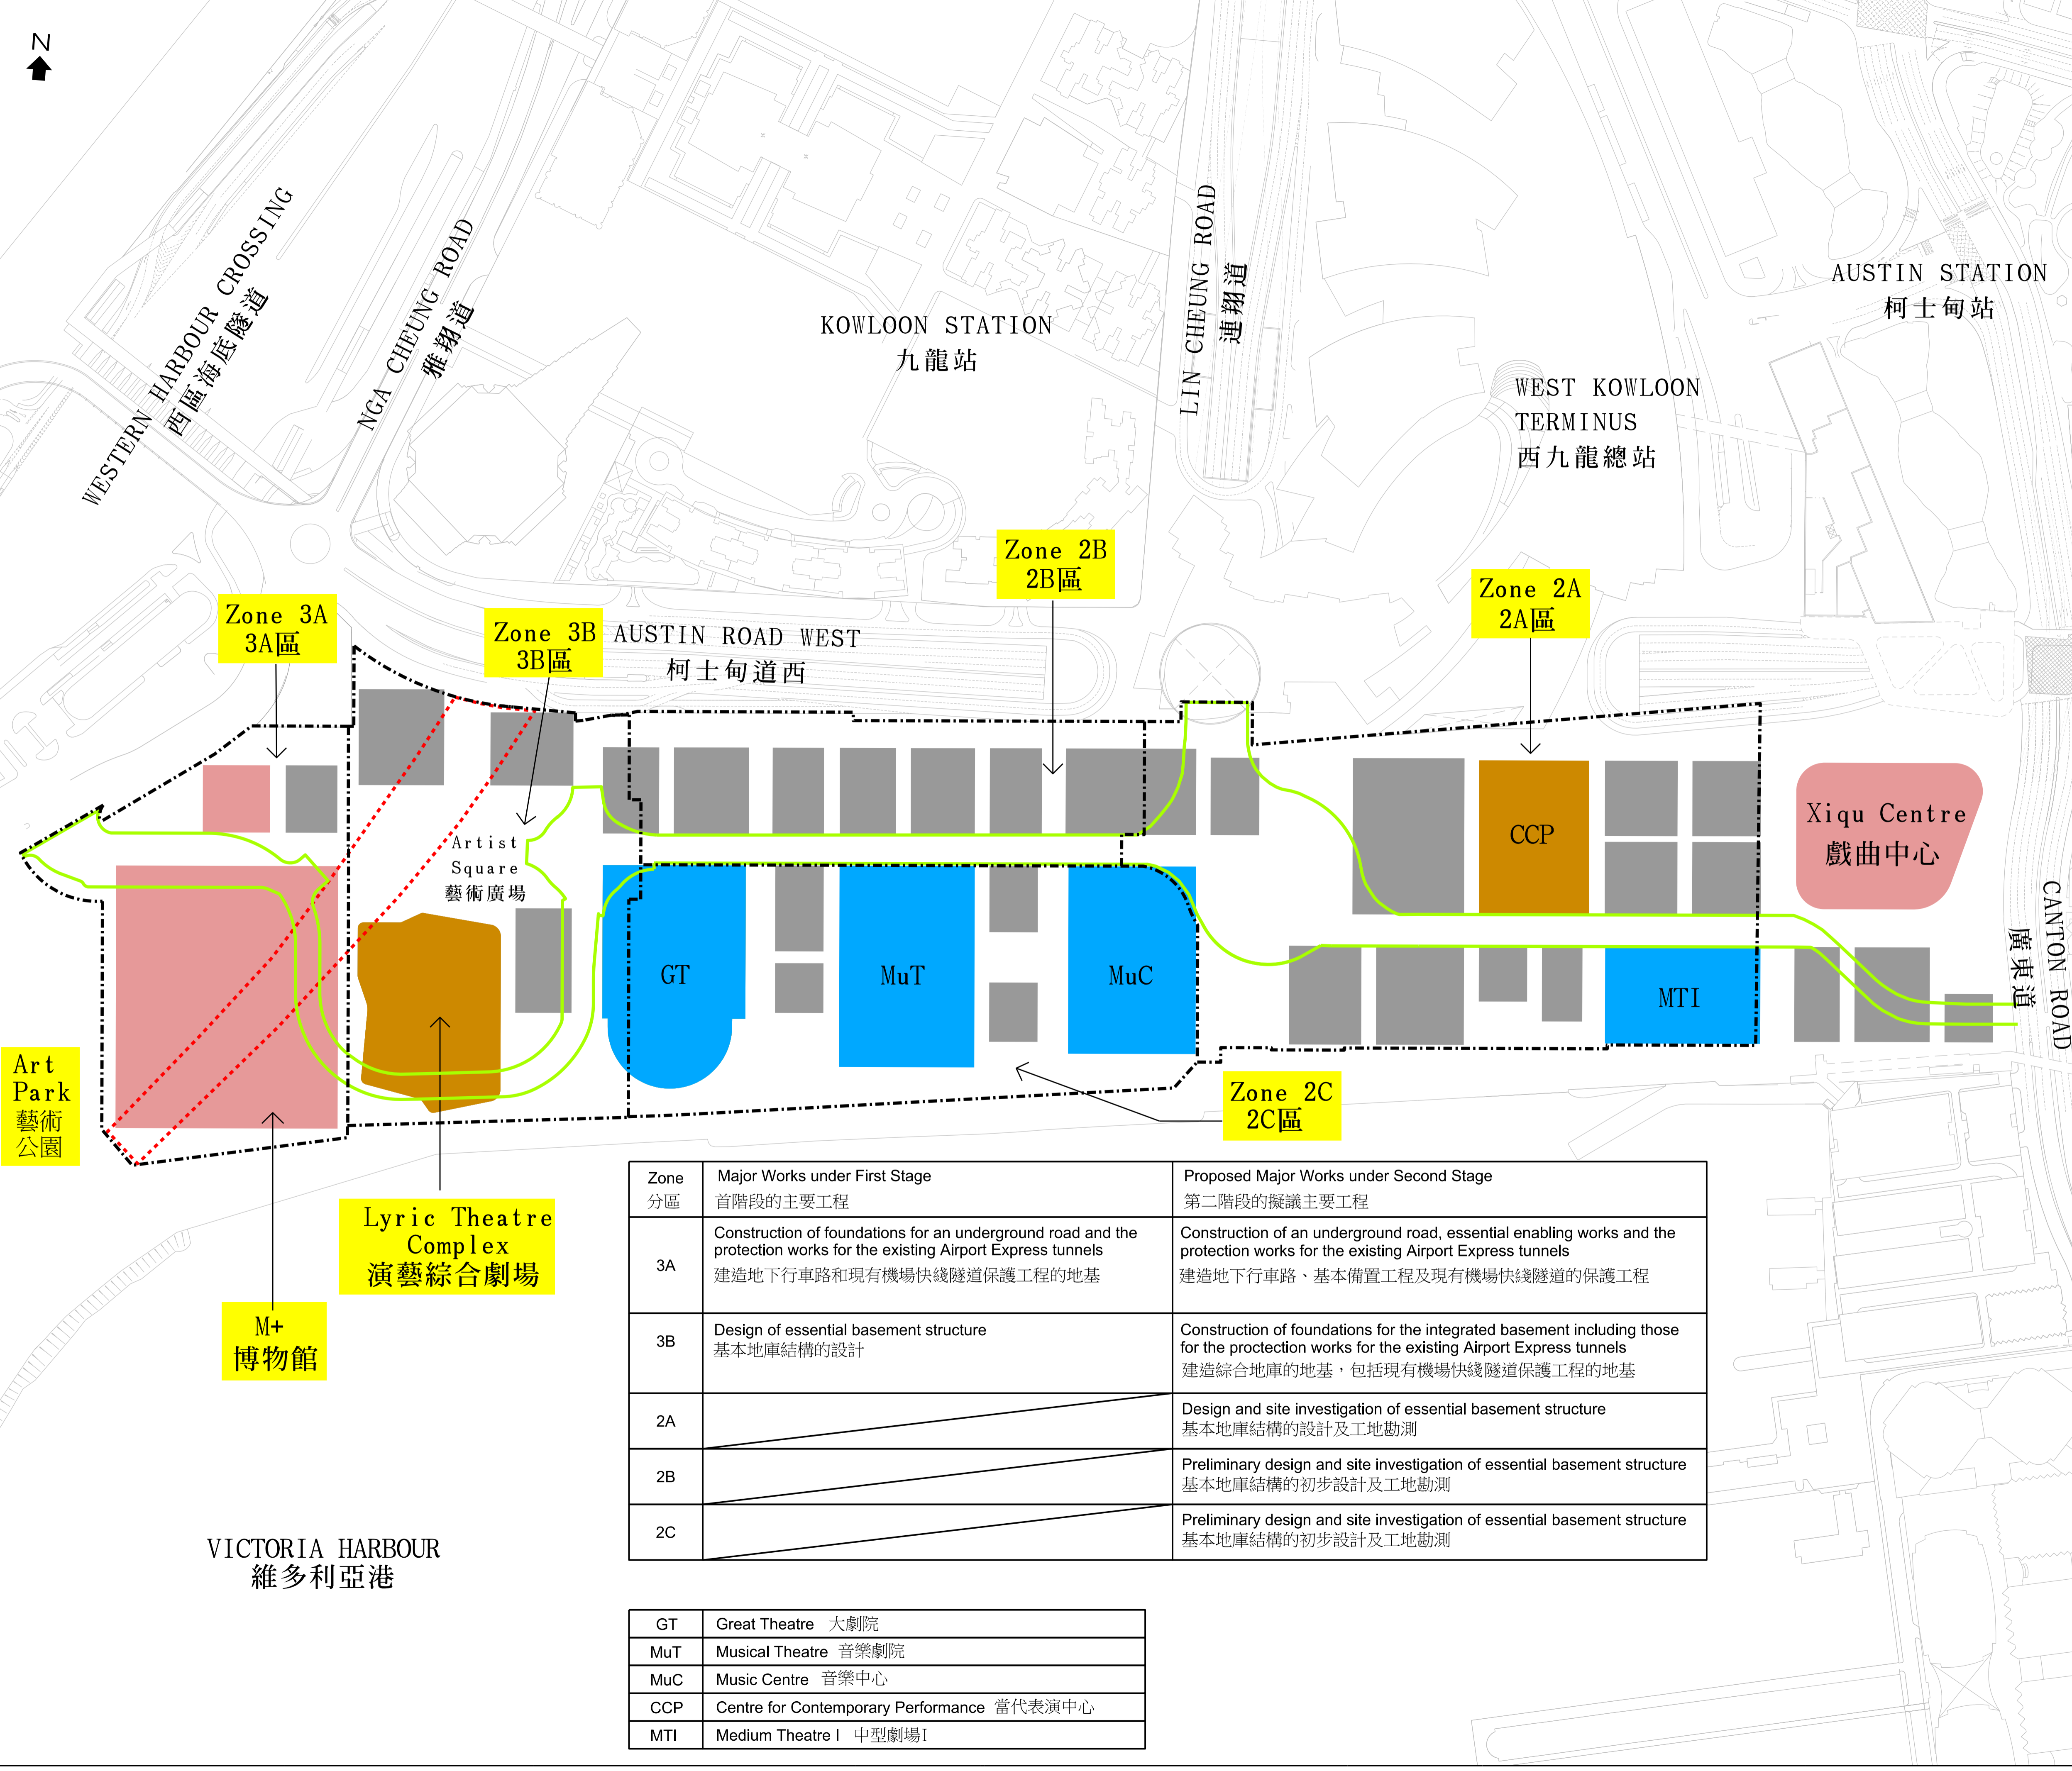 N
WESTERN HARBOUR CROSSING
西區海底隧道
NGA CHEUNG ROAD
雅翔道
KOWLOON STATION
九龍站
LIN CHEUNG ROAD
連翔道
WEST KOWLOON
TERMINUS
西九龍總站
AUSTIN STATION
柯士甸站
Zone 3A
3A區
Zone 3B
3B區
AUSTIN ROAD WEST
柯士甸道西
Zone 2B
2B區
Zone 2A
2A區
Artist
Square
藝術廣場
CCP
Xiqu Centre
戲曲中心
GT
MuT
MuC
MTI
CANTON ROAD
廣東道
Art
Park
藝術
公園
Zone 2C
2C區
Lyric Theatre
Complex
演藝綜合劇場
M+
博物館
VICTORIA HARBOUR
維多利亞港
Zone
分區
Major Works under First Stage
首階段的主要工程
Proposed Major Works under Second Stage
第二階段的擬議主要工程
3A
Construction of foundations for an underground road and the
protection works for the existing Airport Express tunnels
建造地下行車路和現有機場快綫隧道保護工程的地基
Construction of an underground road, essential enabling works and the
protection works for the existing Airport Express tunnels
建造地下行車路、基本備置工程及現有機場快綫隧道的保護工程
3B
Design of essential basement structure
基本地庫結構的設計
Construction of foundations for the integrated basement including those
for the proctection works for the existing Airport Express tunnels
建造綜合地庫的地基，包括現有機場快綫隧道保護工程的地基
2A
Design and site investigation of essential basement structure
基本地庫結構的設計及工地勘測
2B
Preliminary design and site investigation of essential basement structure
基本地庫結構的初步設計及工地勘測
2C
Preliminary design and site investigation of essential basement structure
基本地庫結構的初步設計及工地勘測
GT Great Theatre 大劇院
MuT Musical Theatre 音樂劇院
MuC Music Centre 音樂中心
CCP Centre for Contemporary Performance 當代表演中心
MTI Medium Theatre I 中型劇場I